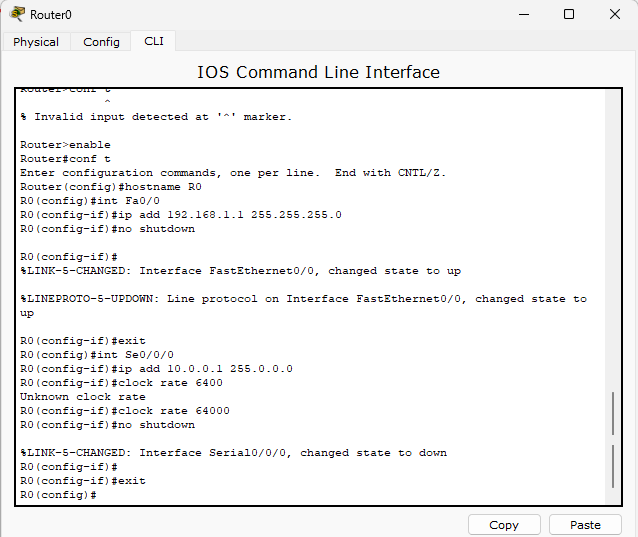 Router0
Physical
Config
CLI
IOS Command Line Interface
Router>conf t
^
% Invalid input detected at '^' marker.
Router>enable
Router#conf t
Enter configuration commands, one per line.  End with CNTL/Z.
Router(config)#hostname R0
R0(config)#int Fa0/0
R0(config-if)#ip add 192.168.1.1 255.255.255.0
R0(config-if)#no shutdown
R0(config-if)#
%LINK-5-CHANGED: Interface FastEthernet0/0, changed state to up
%LINEPROTO-5-UPDOWN: Line protocol on Interface FastEthernet0/0, changed state to
up
R0(config-if)#exit
R0(config)#int Se0/0/0
R0(config-if)#ip add 10.0.0.1 255.0.0.0
R0(config-if)#clock rate 6400
Unknown clock rate
R0(config-if)#clock rate 64000
R0(config-if)#no shutdown
%LINK-5-CHANGED: Interface Serial0/0/0, changed state to down
R0(config-if)#
R0(config-if)#exit
R0(config)#
Copy
Paste